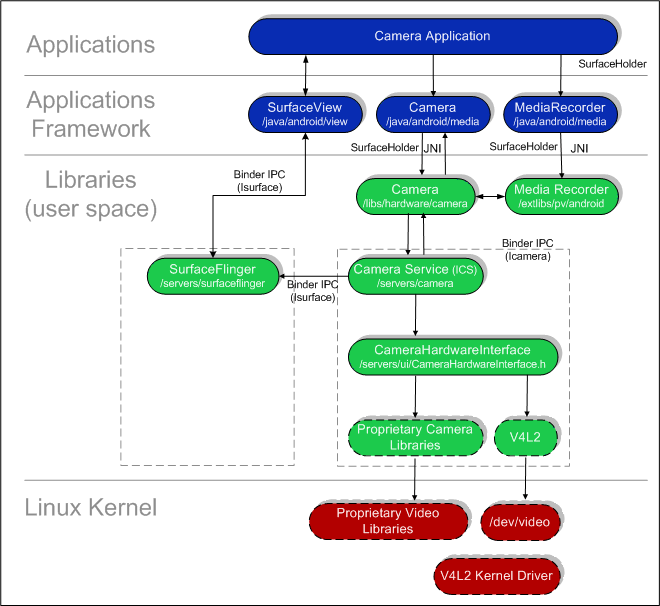 Applications
Camera Application
SurfaceHolder
Applications
Framework
SurfaceView
/java/android/view
Camera
/java/android/media
MediaRecorder
/java/android/media
SurfaceHolder
JNI
SurfaceHolder
JNI
Libraries
(user space)
Binder IPC
(Isurface)
Camera
/libs/hardware/camera
Media Recorder
/extlibs/pv/android
Binder IPC
(Icamera)
SurfaceFlinger
/servers/surfaceflinger
Binder IPC
(Isurface)
Camera Service (ICS)
/servers/camera
CameraHardwareInterface
/servers/ui/CameraHardwareInterface.h
Proprietary Camera
Libraries
V4L2
Linux Kernel
Proprietary Video
Libraries
/dev/video
V4L2 Kernel Driver